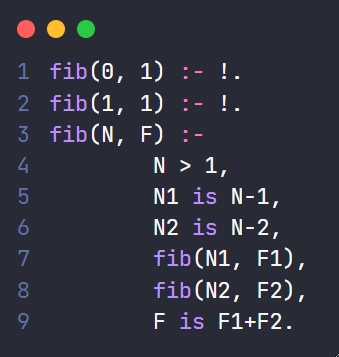 1 fib(0, 1) :- !.
2 fib(1, 1) :- !.
3 fib(N, F) :-
4         N > 1,
5         N1 is N-1,
6         N2 is N-2,
7         fib(N1, F1),
8         fib(N2, F2),
9         F is F1+F2.